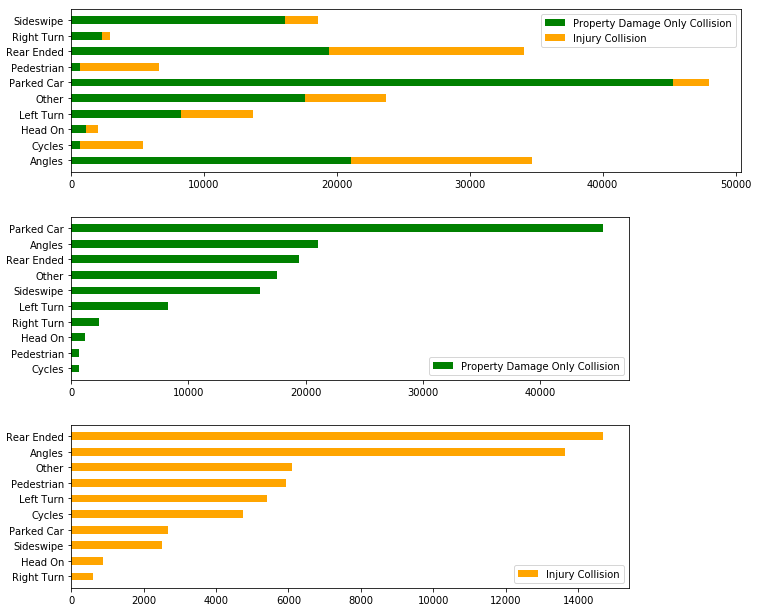 Sideswipe
Right Turn
Rear Ended
Pedestrian
Parked Car
Other
Left Turn
Head On
Cycles
Angles
Property Damage Only Collision
Injury Collision
0 10000 20000 30000 40000 50000
Parked Car
Angles
Rear Ended
Other
Sideswipe
Left Turn
Right Turn
Head On
Pedestrian
Cycles
Property Damage Only Collision
0 10000 20000 30000 40000
Rear Ended
Angles
Other
Pedestrian
Left Turn
Cycles
Parked Car
Sideswipe
Head On
Right Turn
Injury Collision
0 2000 4000 6000 8000 10000 12000 14000